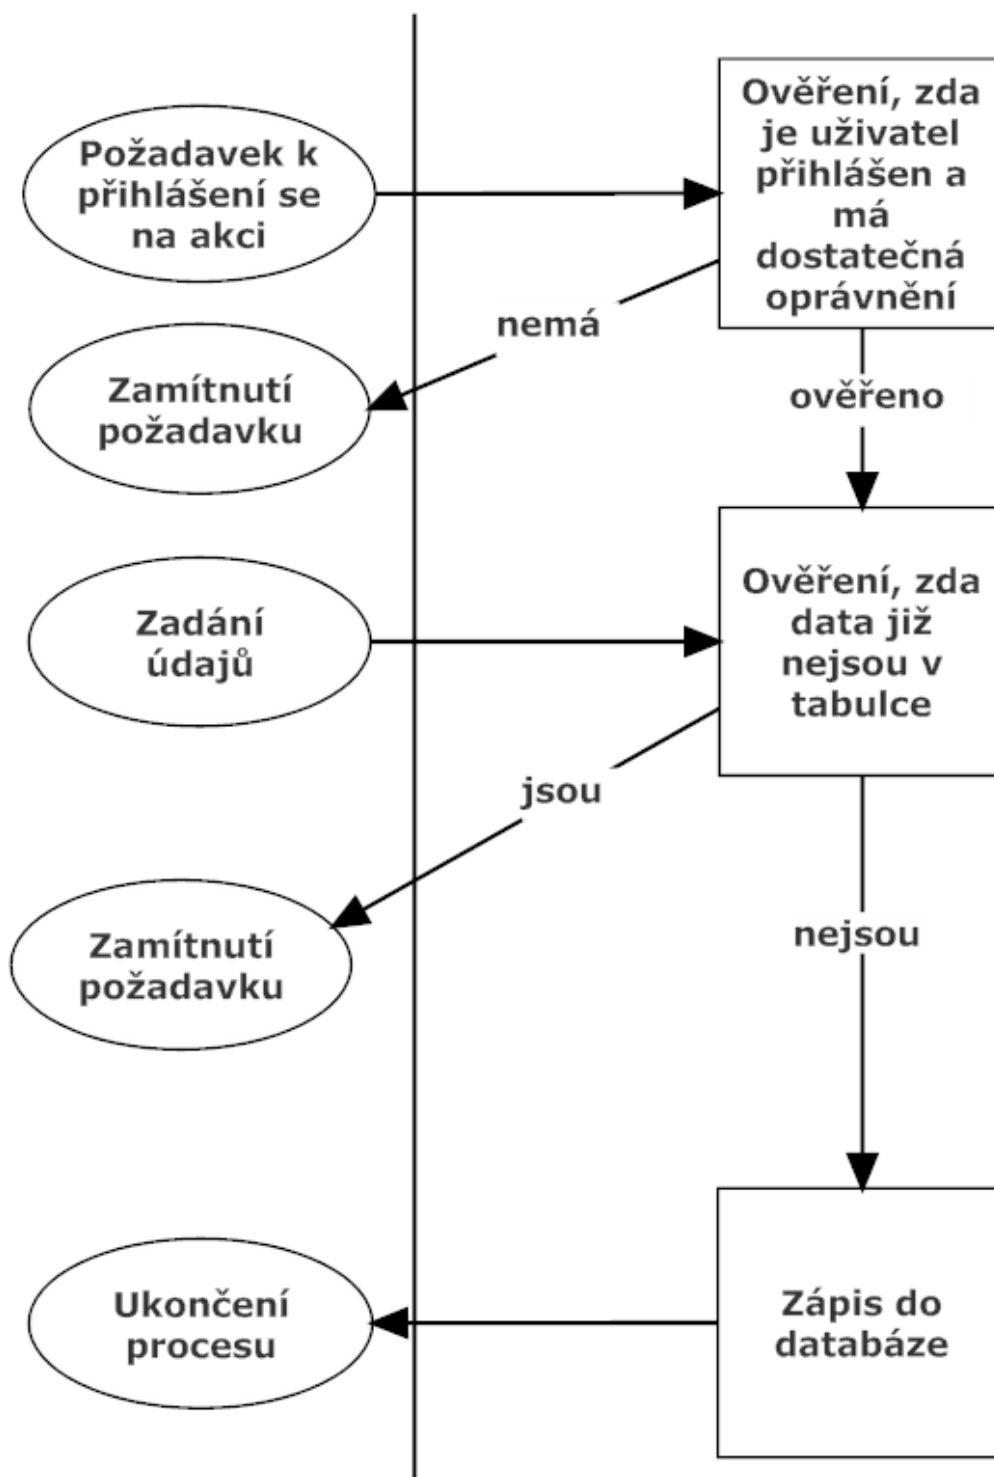 Požadavek k
přihlášení se
na akci
Ověření, zda
je uživatel
přihlášen a
má
dostatečná
oprávnění
nemá
Zamítnutí
požadavku
ověřeno
Zadání
údajů
Ověření, zda
data již
nejsou v
tabulce
jsou
Zamítnutí
požadavku
nejsou
Ukončení
procesu
Zápis do
databáze